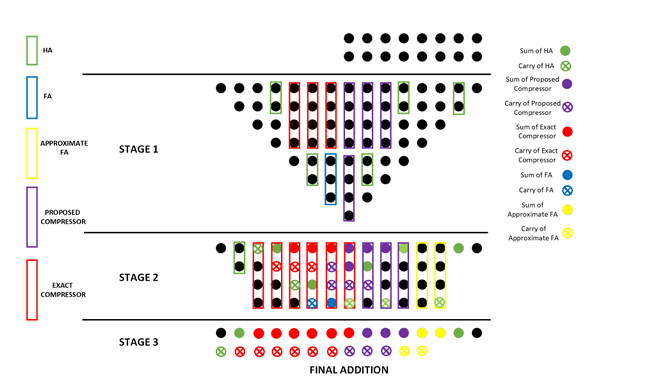 HA
FA
APPROXIMATE
FA
PROPOSED
COMPRESSOR
EXACT
COMPRESSOR
STAGE 1
STAGE 2
STAGE 3
FINAL ADDITION
Sum of HA
Carry of HA
Sum of Proposed
Compressor
Carry of Proposed
Compressor
Sum of Exact
Compressor
Carry of Exact
Compressor
Sum of FA
Carry of FA
Sum of
Approximate FA
Carry of
Approximate FA